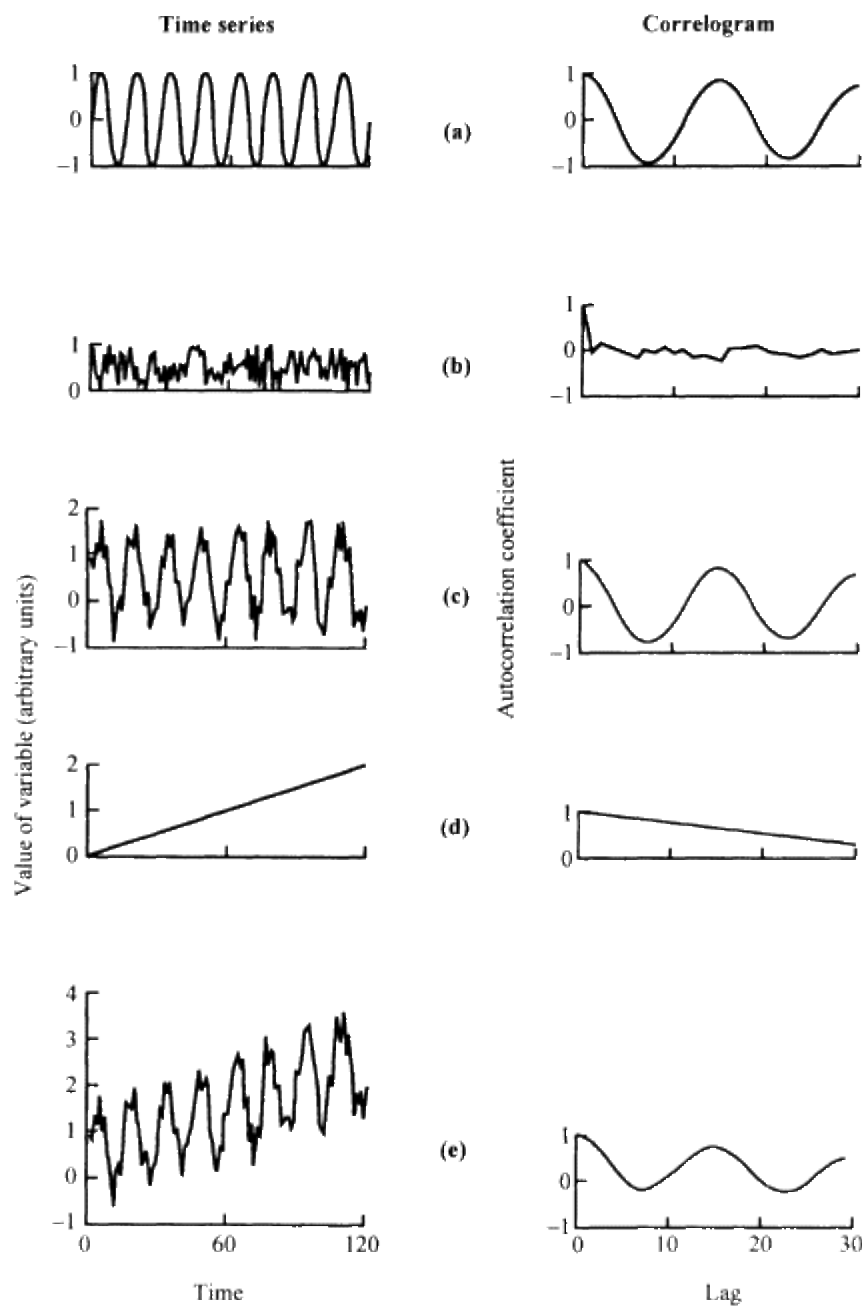 Time series
Correlogram
1
0
−1
(a)
1
0
−1
1
0
(b)
1
0
−1
Value of variable (arbitrary units)
Autocorrelation coefficient
2
1
0
−1
(c)
1
0
−1
2
1
0
(d)
1
0
4
3
2
1
0
−1
(e)
1
0
−1
0 60 120
0 10 20 30
Time
Lag